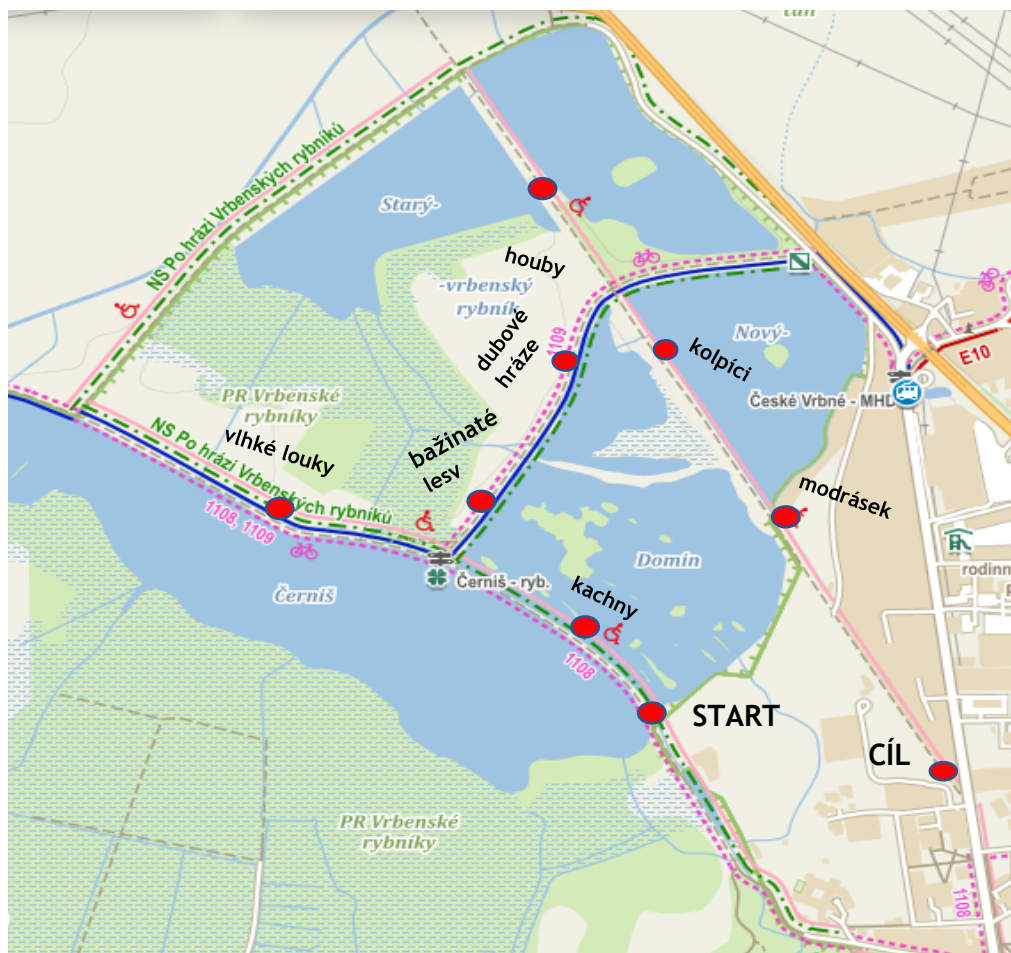 NS Po hrázi Vrbenských rybníků
Starý-
houby
-vrbenský
rybník
dubové
hráze
1109
Nový-
kolpíci
E10
České Vrbné - MHD
PR Vrbenské
rybníky
vlhké louky
bažinaté
lesy
NS Po hrázi Vrbenských rybníků
1108, 1109
modrásek
Černiš
Černiš - ryb.
Domín
kachny
rodinn
1108
START
CÍL
PR Vrbenské
rybníky
1108